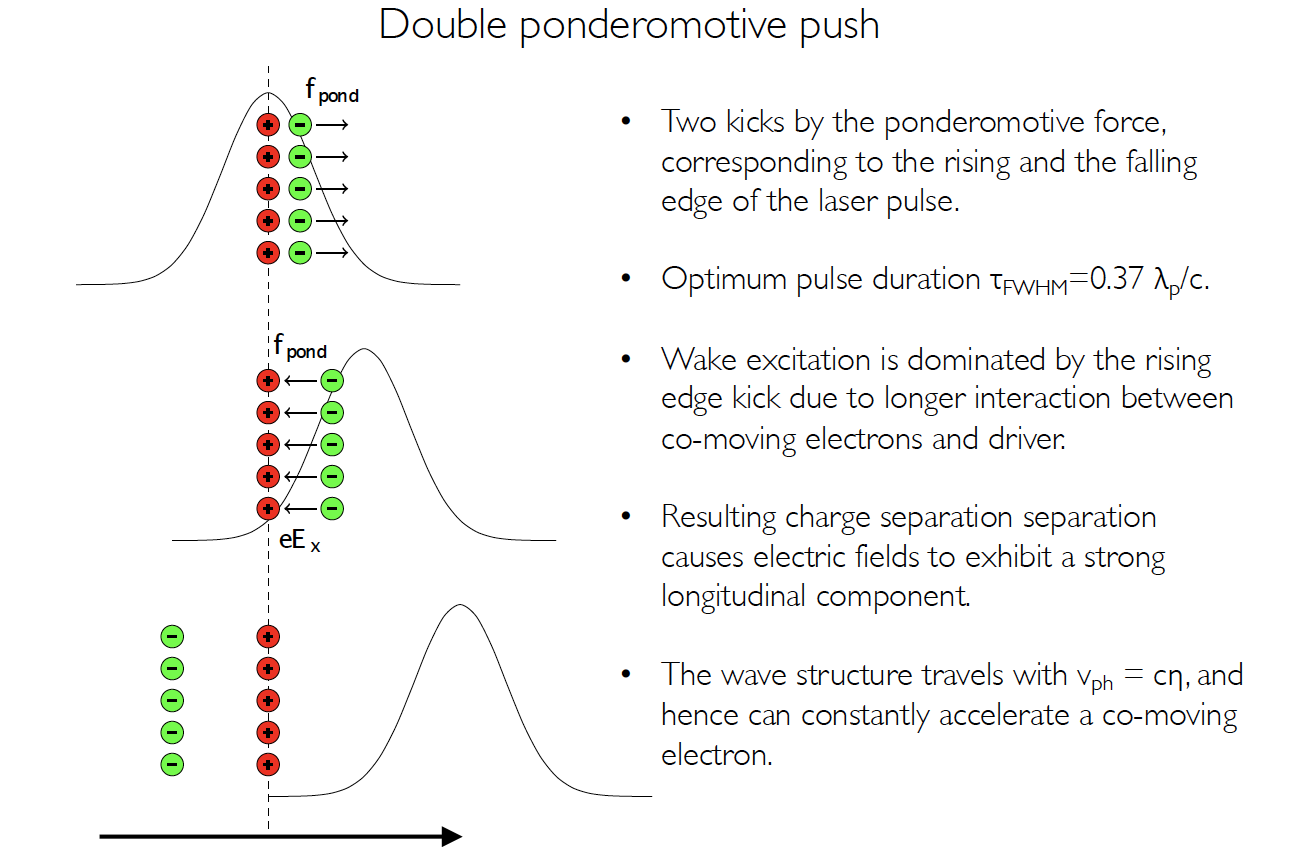 Double ponderomotive push
f pond
• Two kicks by the ponderomotive force,
corresponding to the rising and the falling
edge of the laser pulse.
• Optimum pulse duration τFWHM=0.37 λp/c.
f pond
• Wake excitation is dominated by the rising
edge kick due to longer interaction between
co-moving electrons and driver.
eE x
• Resulting charge separation separation
causes electric fields to exhibit a strong
longitudinal component.
• The wave structure travels with vph = cη, and
hence can constantly accelerate a co-moving
electron.